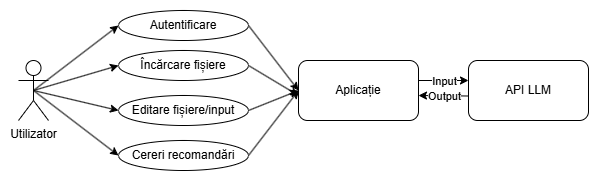 Autentificare
Încărcare fișiere
Editare fișiere/input
Cereri recomandări
Utilizator
Aplicație
Input
Output
API LLM